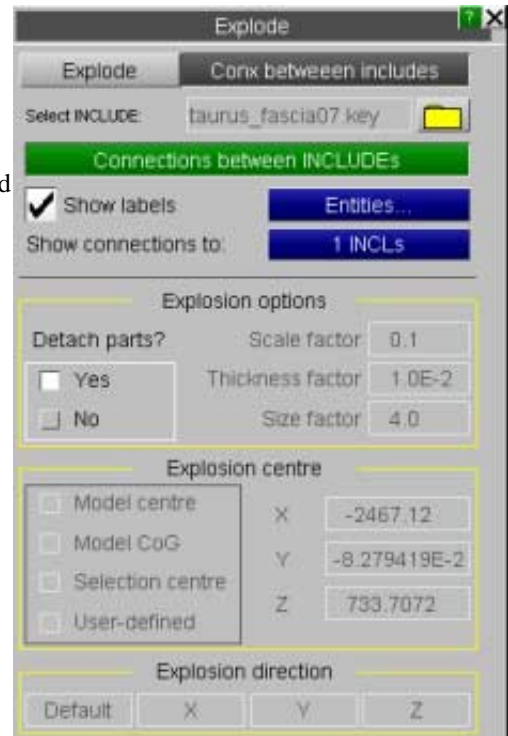 Explode ?
Explode Conx betweeen includes
Select INCLUDE: taurus_fascia07.key
Connections between INCLUDEs
d
Show labels Entities...
Show connections to: 1 INCLs
Explosion options
Detach parts? Scale factor 0.1
Yes Thickness factor 1.0E-2
No Size factor 4.0
Explosion centre
Model centre X -2467.12
Model CoG Y -8.279419E-2
Selection centre Z 733.7072
User-defined
Explosion direction
Default X Y Z